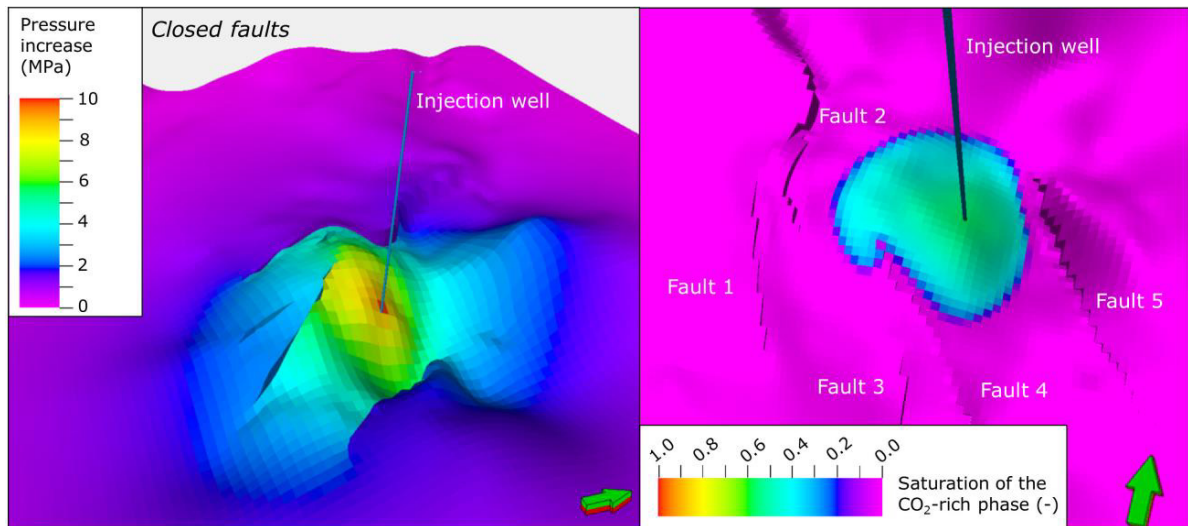 Pressure
increase
(MPa)
10
8
6
4
2
0
Closed faults
Injection well
Injection well
Fault 2
Fault 1
Fault 5
Fault 3
Fault 4
1.0
0.8
0.6
0.4
0.2
0.0
Saturation of the
CO₂-rich phase (-)